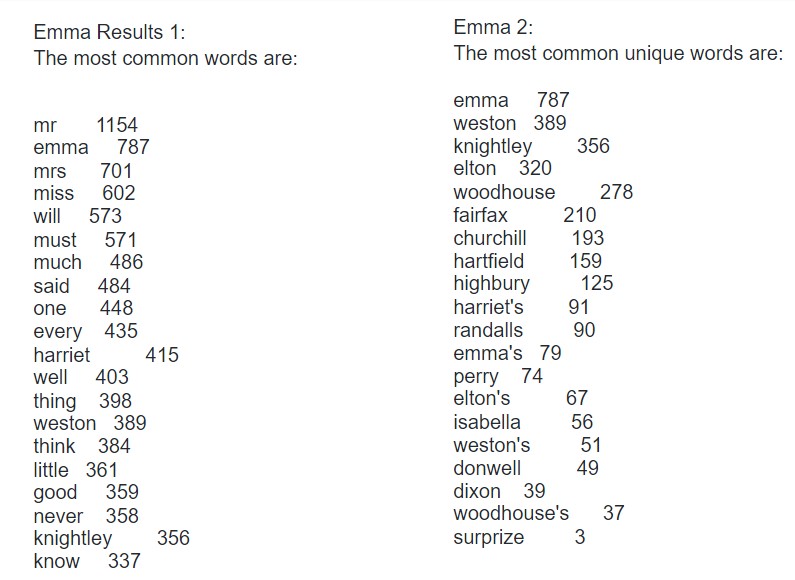 Emma Results 1:
The most common words are:
mr 1154
emma 787
mrs 701
miss 602
will 573
must 571
much 486
said 484
one 448
every 435
harriet 415
well 403
thing 398
weston 389
think 384
little 361
good 359
never 358
knightley 356
know 337
Emma 2:
The most common unique words are:
emma 787
weston 389
knightley 356
elton 320
woodhouse 278
fairfax 210
churchill 193
hartfield 159
highbury 125
harriet's 91
randalls 90
emma's 79
perry 74
elton's 67
isabella 56
weston's 51
donwell 49
dixon 39
woodhouse's 37
surprize 3